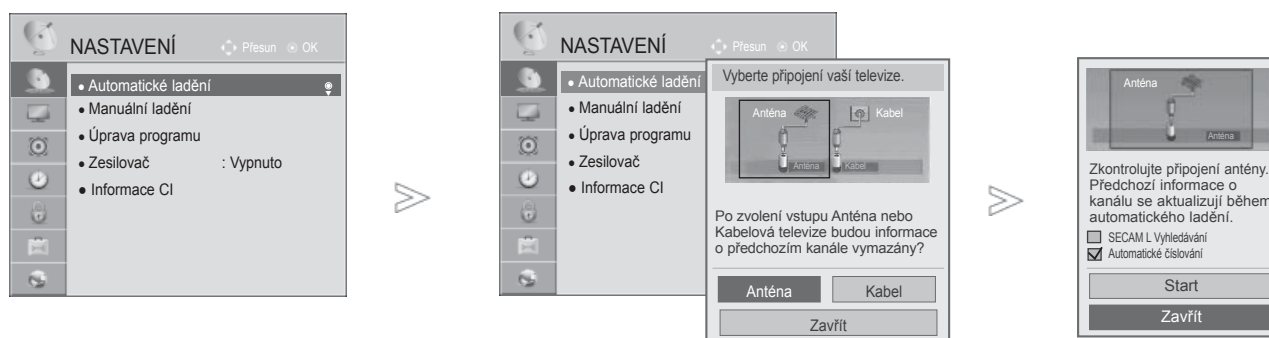 NASTAVENÍ
Přesun OK
● Automatické ladění
● Manuální ladění
● Úprava programu
● Zesilovač : Vypnuto
● Informace CI
NASTAVENÍ
Přesun OK
● Automatické ladění
● Manuální ladění
● Úprava programu
● Zesilovač
● Informace CI
Vyberte připojení vaší televize.
Anténa Kabel
Anténa Kabel
Po zvolení vstupu Anténa nebo
Kabelová televize budou informace
o předchozím kanále vymazány?
Anténa Kabel
Zavřít
Anténa
Anténa
Zkontrolujte připojení antény.
Předchozí informace o
kanálu se aktualizují během
automatického ladění.
SECAM L Vyhledávání
Automatické číslování
Start
Zavřít